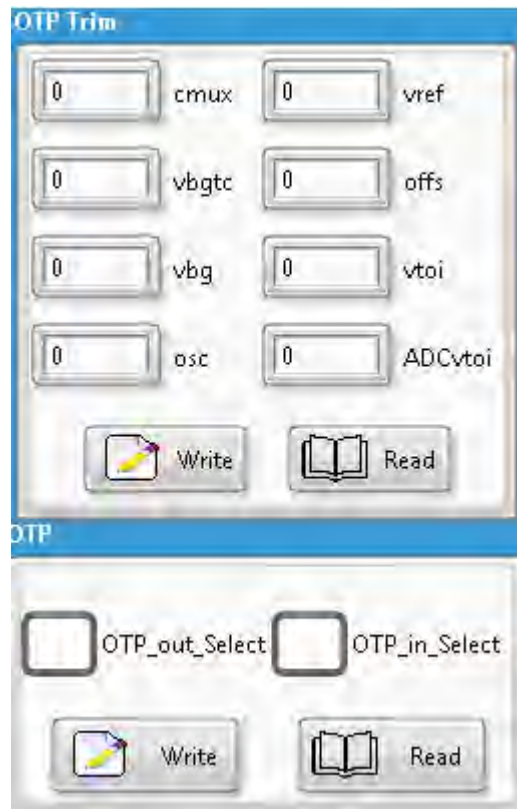 OTP Trim
0 cmux 0 vref
0 vbgtc 0 offs
0 vbg 0 vtoi
0 osc 0 ADCvtoi
Write Read
OTP
OTP_out_Select OTP_in_Select
Write Read